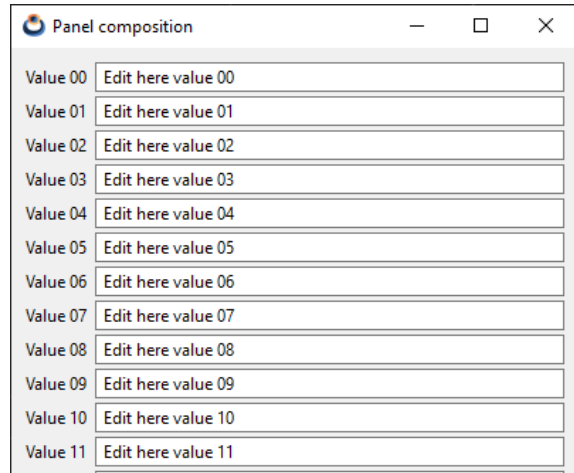 Panel composition
Value 00 Edit here value 00
Value 01 Edit here value 01
Value 02 Edit here value 02
Value 03 Edit here value 03
Value 04 Edit here value 04
Value 05 Edit here value 05
Value 06 Edit here value 06
Value 07 Edit here value 07
Value 08 Edit here value 08
Value 09 Edit here value 09
Value 10 Edit here value 10
Value 11 Edit here value 11